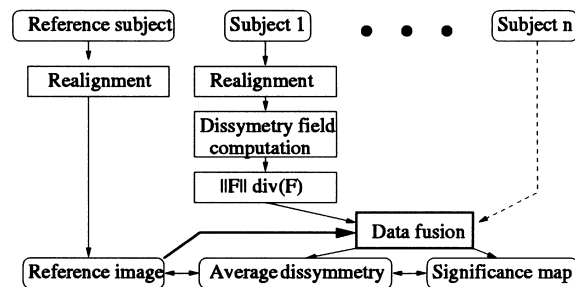 Reference subject
Subject 1
Subject n
Realignment
Realignment
Dissymetry field
computation
||F|| div(F)
Data fusion
Reference image
Average dissymmetry
Significance map